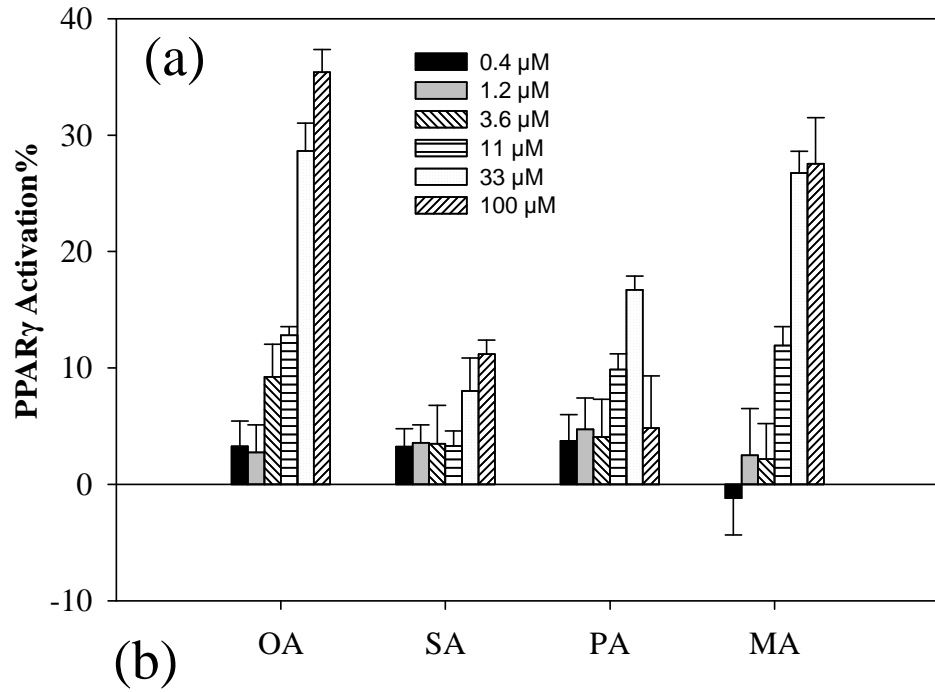 (a)
40
30
20
10
0
-10
PPARγ Activation%
0.4 µM
1.2 µM
3.6 µM
11 µM
33 µM
100 µM
OA SA PA MA
(b)